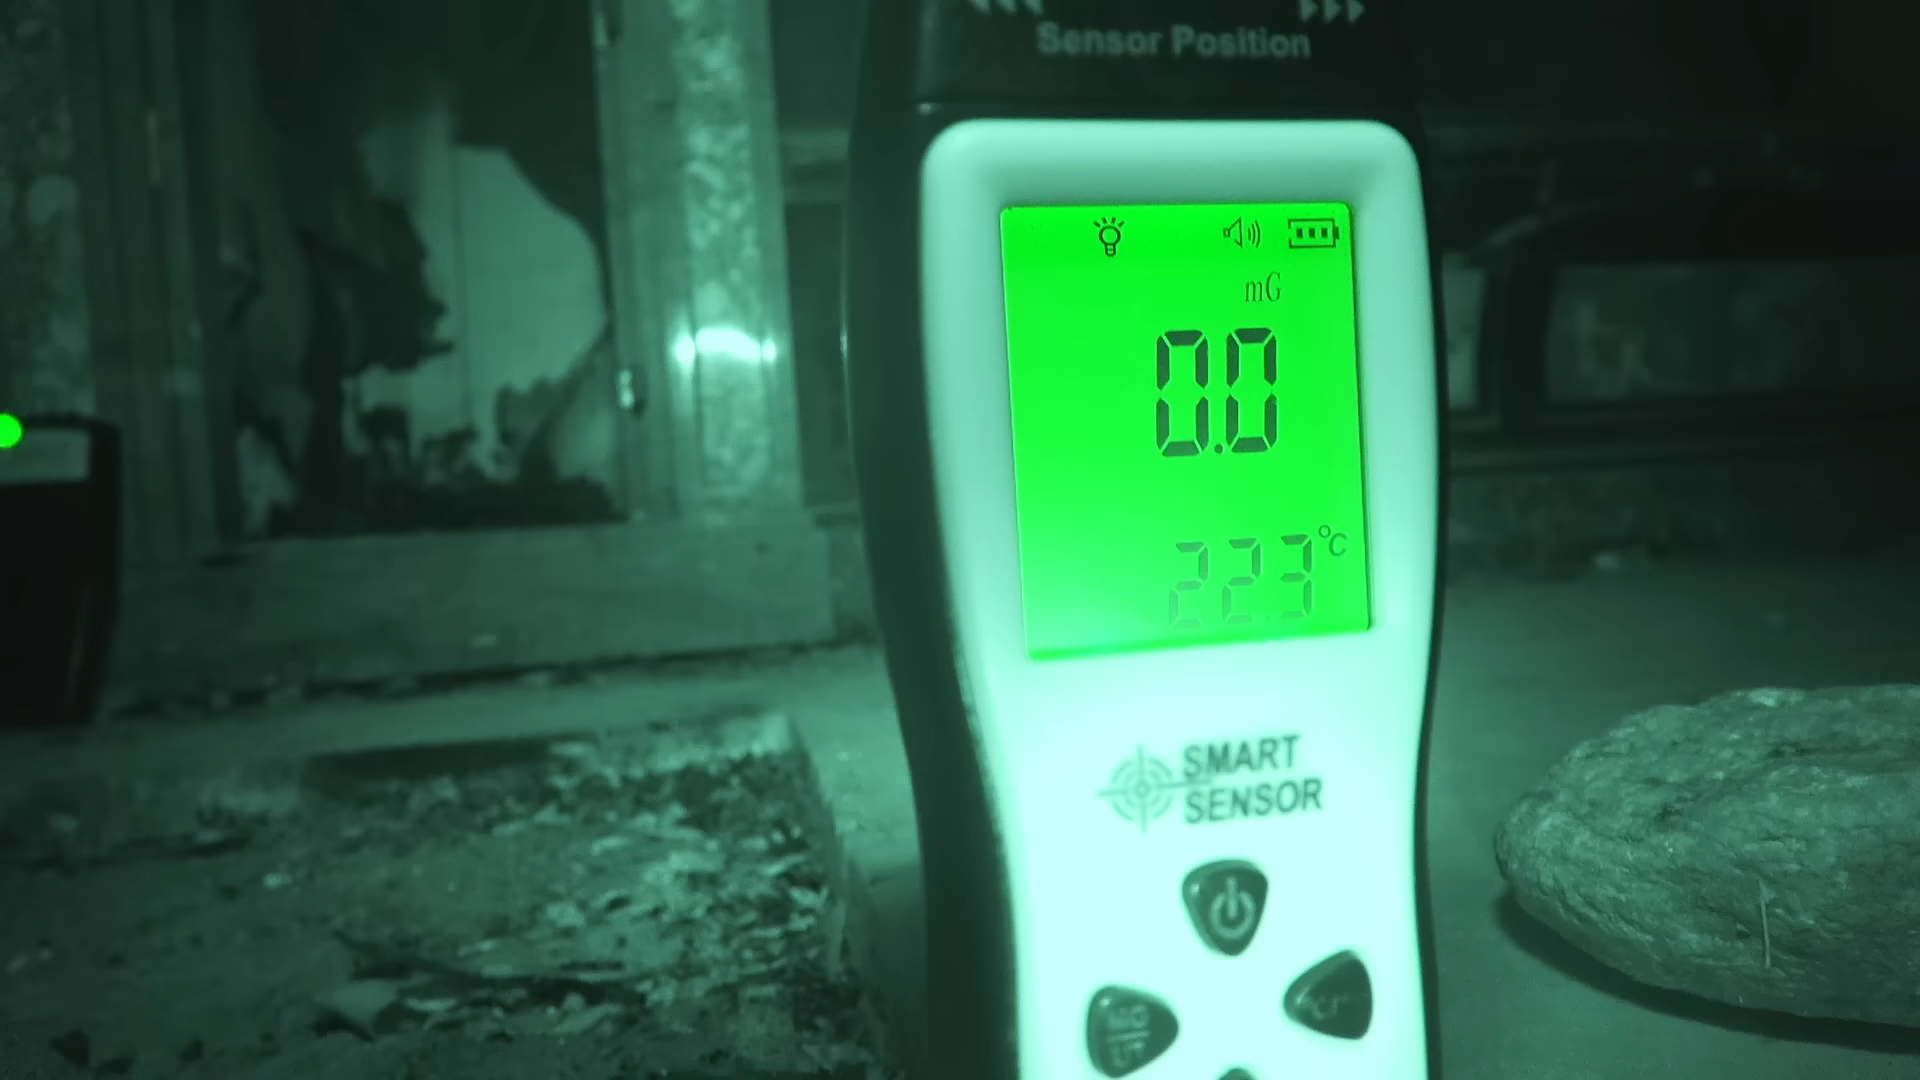 Sensor Position
mG
0.0
22.3 °C
SMART
SENSOR